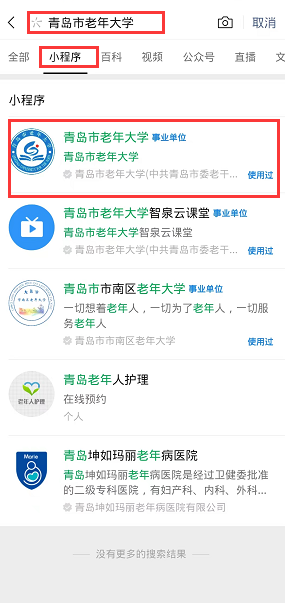 青岛市老年大学
取消
全部 小程序 百科 视频 公众号 直播
小程序
青岛市老年大学 事业单位
青岛市老年大学
青岛市老年大学(中共青岛市委老干... 使用过
青岛市老年大学智泉云课堂 事业单位
青岛市老年大学智泉云课堂
青岛市老年大学(中共青岛市委老干... 使用过
青岛市市南区老年大学 事业单位
一切想着老年人，一切为了老年人，一切服
务老年人
青岛市市南区老年大学 使用过
青岛老年人护理
在线预约
个人
老年人护理
青岛坤如玛丽老年病医院
Marie
青岛坤如玛丽老年病医院是经过卫健委批准
的二级专科医院，有妇产科、内科、外科...
青岛坤如玛丽老年病医院有限公司
没有更多的搜索结果